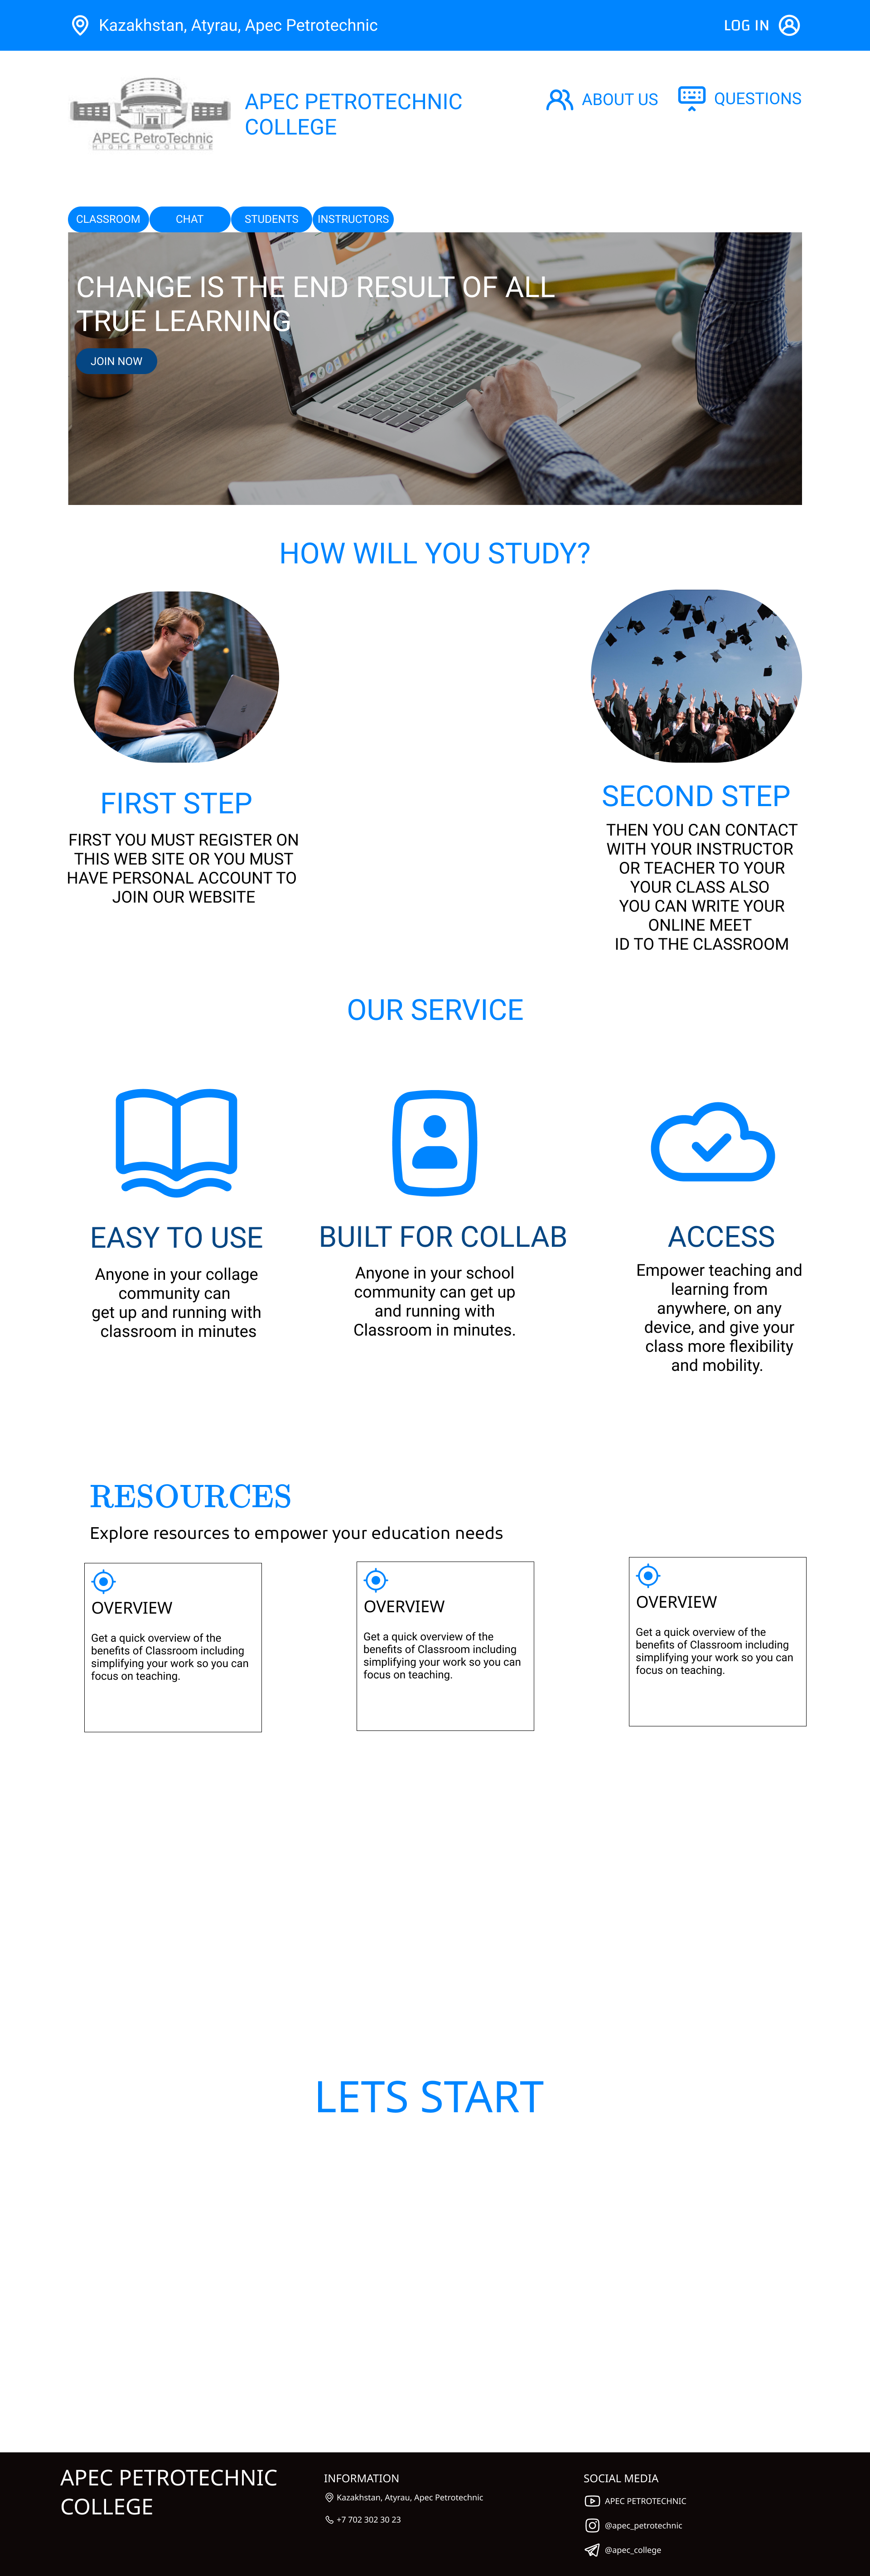 Kazakhstan, Atyrau, Apec Petrotechnic
LOG IN
APEC PetroTechnic
HIGHER COLLEGE
APEC PETROTECHNIC
COLLEGE
ABOUT US
QUESTIONS
CLASSROOM
CHAT
STUDENTS
INSTRUCTORS
CHANGE IS THE END RESULT OF ALL
TRUE LEARNING
JOIN NOW
HOW WILL YOU STUDY?
FIRST STEP
FIRST YOU MUST REGISTER ON
THIS WEB SITE OR YOU MUST
HAVE PERSONAL ACCOUNT TO
JOIN OUR WEBSITE
SECOND STEP
THEN YOU CAN CONTACT
WITH YOUR INSTRUCTOR
OR TEACHER TO YOUR
YOUR CLASS ALSO
YOU CAN WRITE YOUR
ONLINE MEET
ID TO THE CLASSROOM
OUR SERVICE
EASY TO USE
Anyone in your collage
community can
get up and running with
classroom in minutes
BUILT FOR COLLAB
Anyone in your school
community can get up
and running with
Classroom in minutes.
ACCESS
Empower teaching and
learning from
anywhere, on any
device, and give your
class more flexibility
and mobility.
RESOURCES
Explore resources to empower your education needs
OVERVIEW
Get a quick overview of the
benefits of Classroom including
simplifying your work so you can
focus on teaching.
OVERVIEW
Get a quick overview of the
benefits of Classroom including
simplifying your work so you can
focus on teaching.
OVERVIEW
Get a quick overview of the
benefits of Classroom including
simplifying your work so you can
focus on teaching.
LETS START
APEC PETROTECHNIC
COLLEGE
INFORMATION
Kazakhstan, Atyrau, Apec Petrotechnic
+7 702 302 30 23
SOCIAL MEDIA
APEC PETROTECHNIC
@apec_petrotechnic
@apec_college